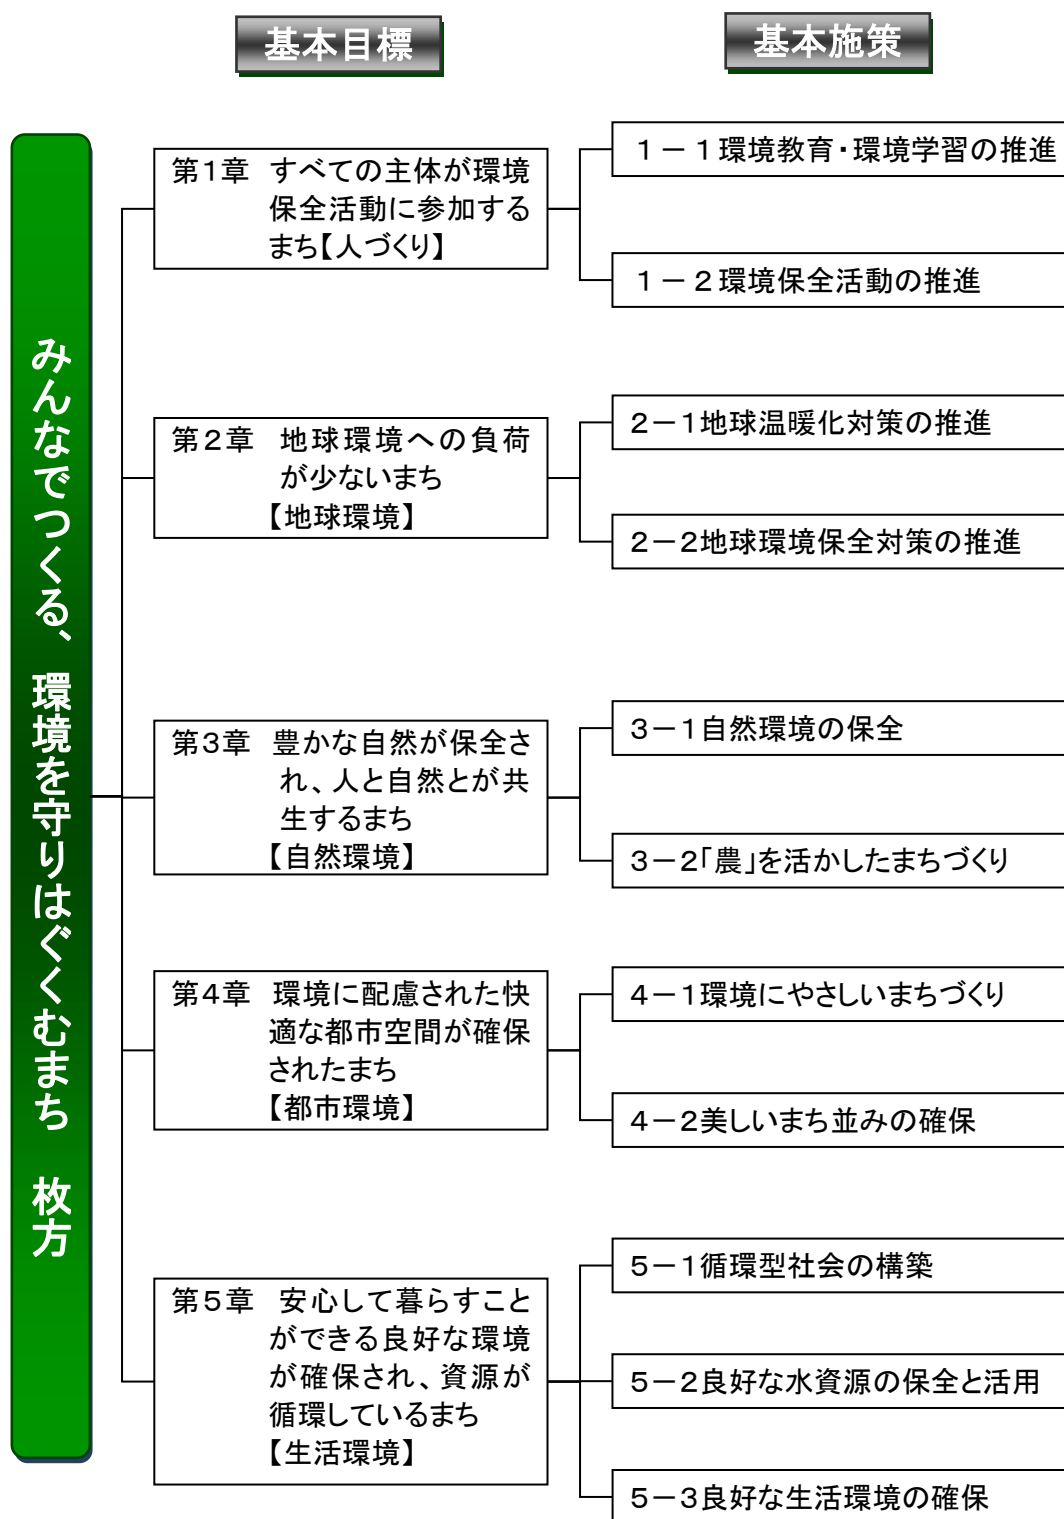 基本目標
基本施策
みんなでつくる、環境を守りはぐくむまち　枚方
第1章　すべての主体が環境
保全活動に参加する
まち【人づくり】
1－1環境教育・環境学習の推進
1－2環境保全活動の推進
第2章　地球環境への負荷
が少ないまち
【地球環境】
2－1地球温暖化対策の推進
2－2地球環境保全対策の推進
第3章　豊かな自然が保全さ
れ、人と自然とが共
生するまち
【自然環境】
3－1自然環境の保全
3－2「農」を活かしたまちづくり
第4章　環境に配慮された快
適な都市空間が確保
されたまち
【都市環境】
4－1環境にやさしいまちづくり
4－2美しいまち並みの確保
第5章　安心して暮らすこと
ができる良好な環境
が確保され、資源が
循環しているまち
【生活環境】
5－1循環型社会の構築
5－2良好な水資源の保全と活用
5－3良好な生活環境の確保